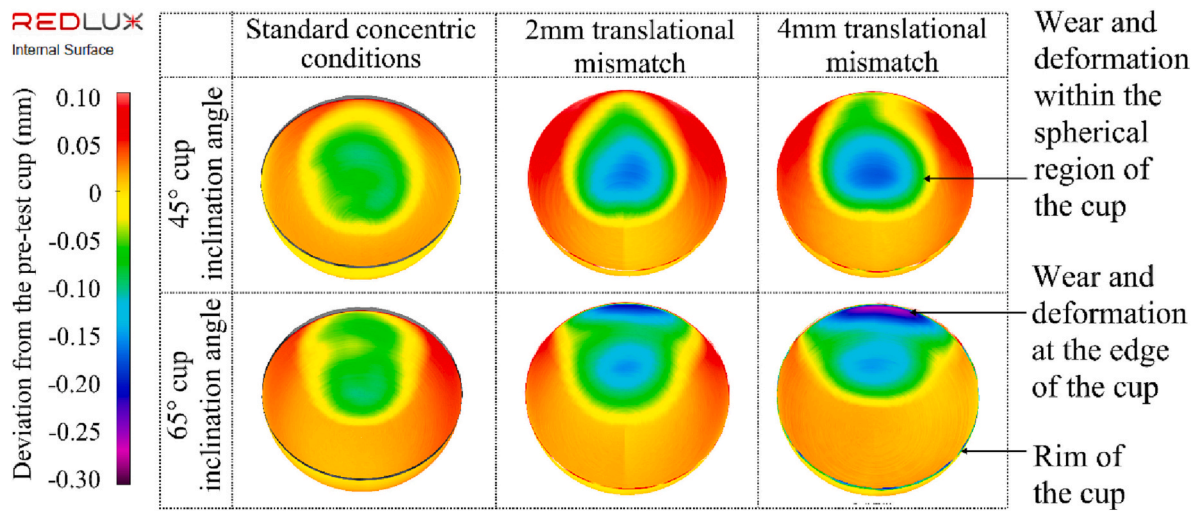 REDLUX
Internal Surface
Deviation from the pre-test cup (mm)
0.10
0.05
0
-0.05
-0.10
-0.15
-0.20
-0.25
-0.30
Standard concentric
conditions
2mm translational
mismatch
4mm translational
mismatch
45° cup
inclination angle
65° cup
inclination angle
Wear and
deformation
within the
spherical
region of
the cup
Wear and
deformation
at the edge
of the cup
Rim of
the cup